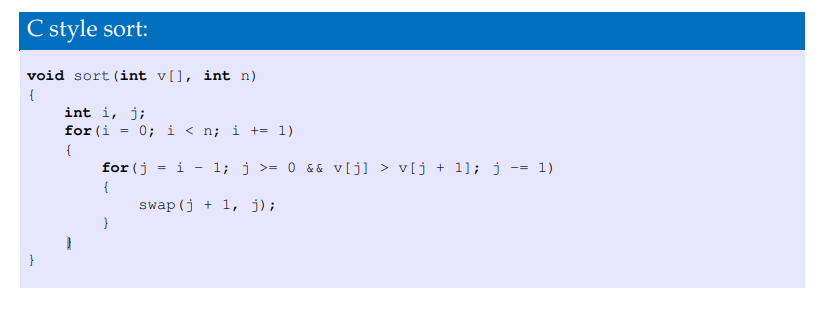 C style sort:
void sort(int v[], int n)
{
    int i, j;
    for(i = 0; i < n; i += 1)
    {
        for(j = i - 1; j >= 0 && v[j] > v[j + 1]; j -= 1)
        {
            swap(j + 1, j);
        }
    }
}